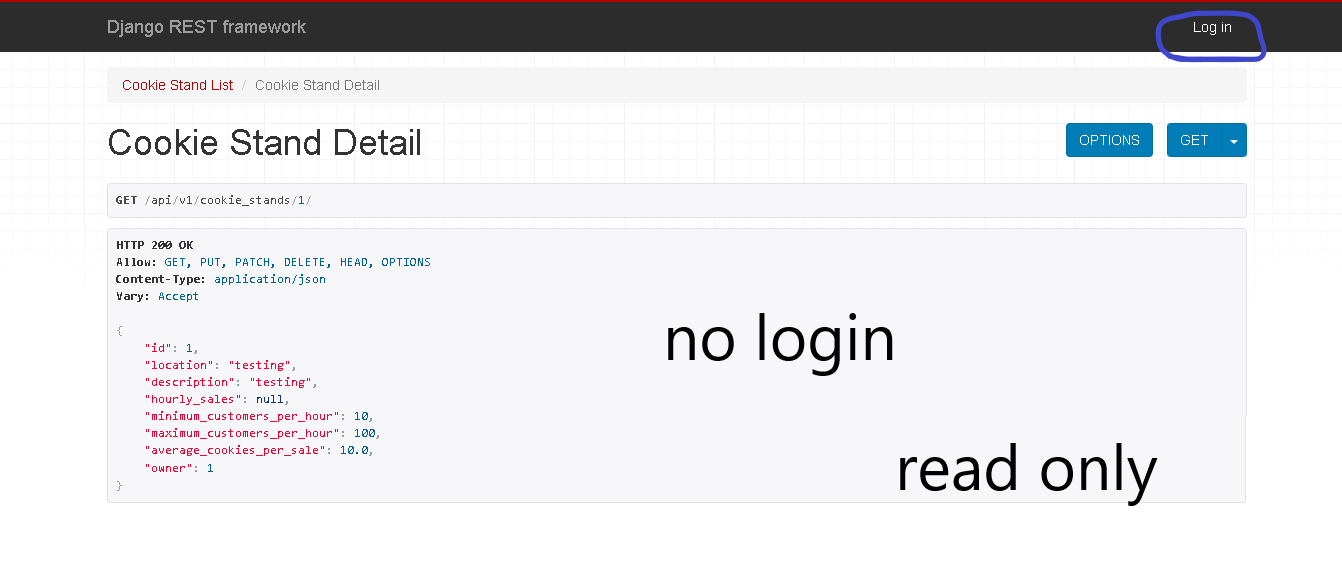 Django REST framework
Log in
Cookie Stand List / Cookie Stand Detail
Cookie Stand Detail
OPTIONS
GET
GET /api/v1/cookie_stands/1/
HTTP 200 OK
Allow: GET, PUT, PATCH, DELETE, HEAD, OPTIONS
Content-Type: application/json
Vary: Accept
{
    "id": 1,
    "location": "testing",
    "description": "testing",
    "hourly_sales": null,
    "minimum_customers_per_hour": 10,
    "maximum_customers_per_hour": 100,
    "average_cookies_per_sale": 10.0,
    "owner": 1
}
no login
read only